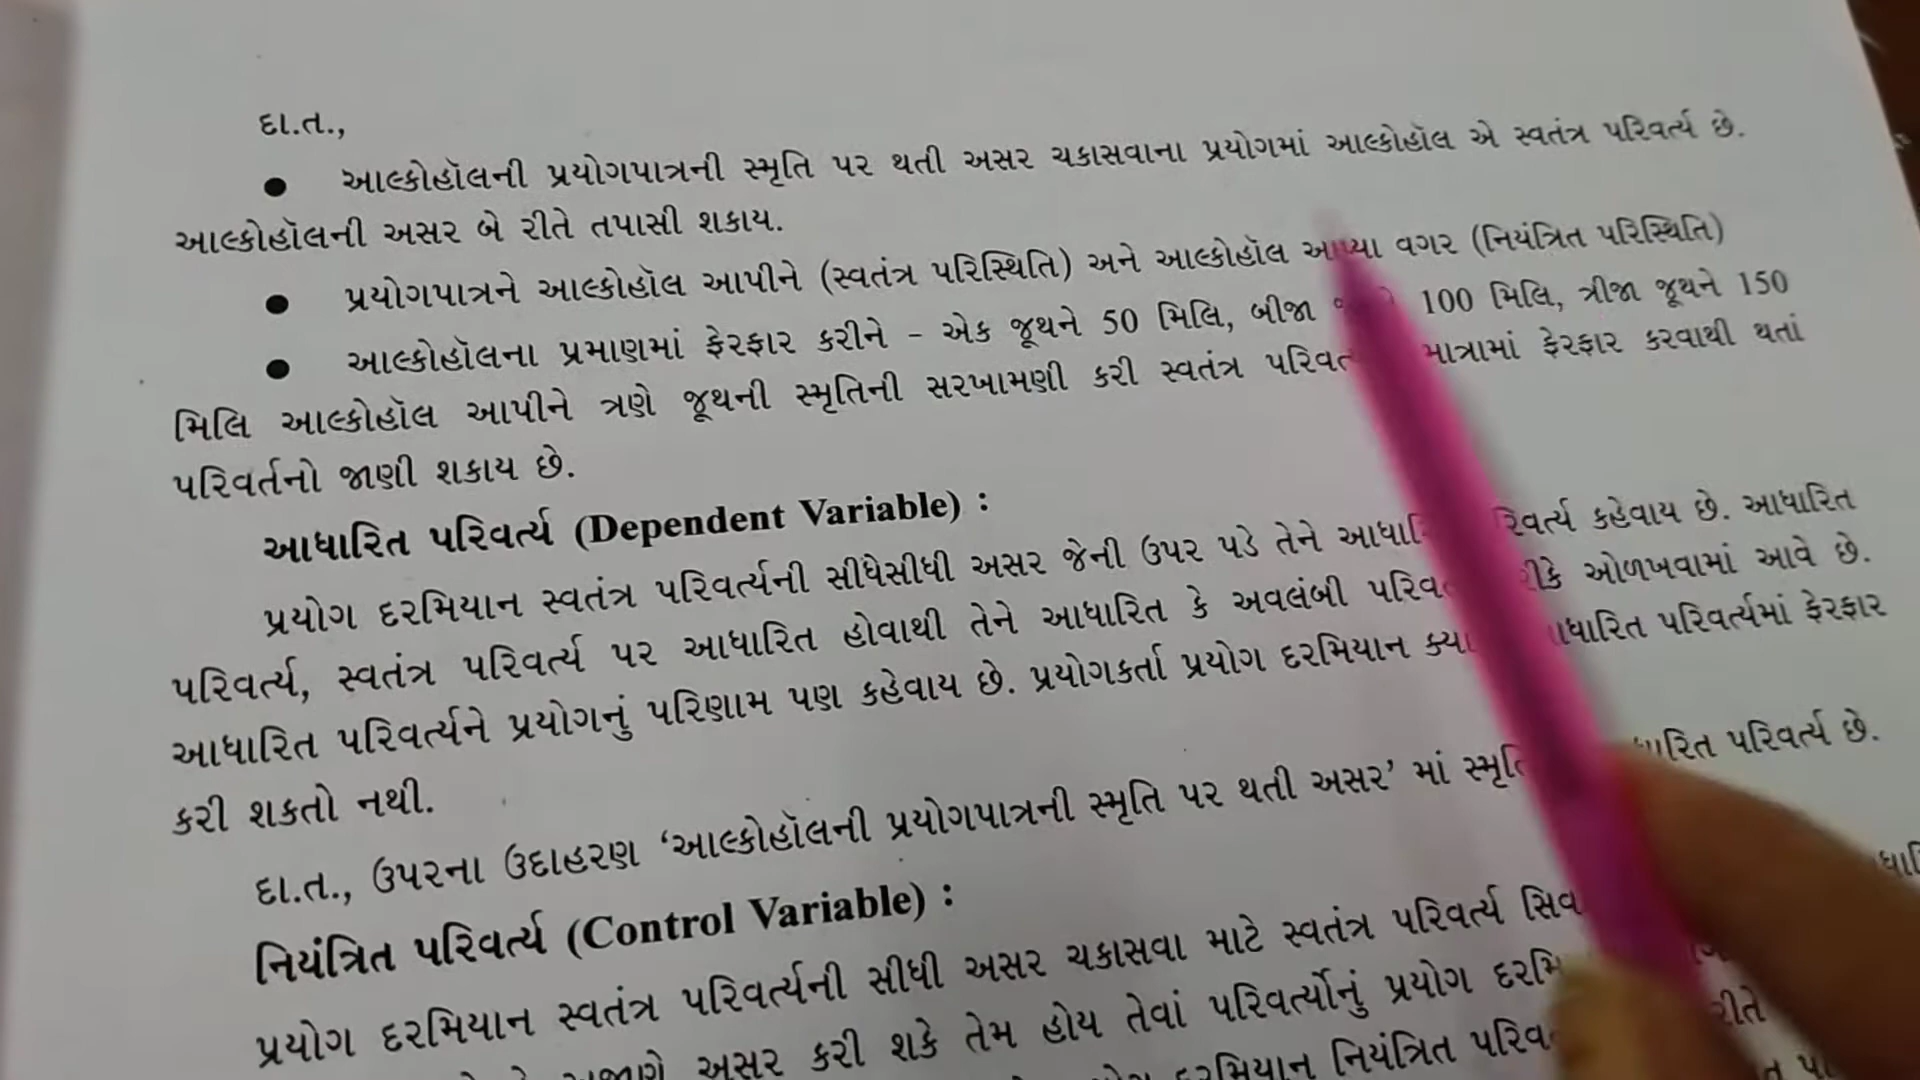 દા.ત.,
● આલ્કોહૉલની પ્રયોગપાત્રની સ્મૃતિ પર થતી અસર ચકાસવાના પ્રયોગમાં આલ્કોહૉલ એ સ્વતંત્ર પરિવર્ત્ય છે.
આલ્કોહૉલની અસર બે રીતે તપાસી શકાય.
● પ્રયોગપાત્રને આલ્કોહૉલ આપીને (સ્વતંત્ર પરિસ્થિતિ) અને આલ્કોહૉલ આપ્યા વગર (નિયંત્રિત પરિસ્થિતિ)
● આલ્કોહૉલના પ્રમાણમાં ફેરફાર કરીને – એક જૂથને 50 મિલિ, બીજા 100 મિલિ, ત્રીજા જૂથને 150
મિલિ આલ્કોહૉલ આપીને ત્રણે જૂથની સ્મૃતિની સરખામણી કરી સ્વતંત્ર માત્રામાં ફેરફાર કરવાથી થતાં
પરિવર્તનો જાણી શકાય છે.
આધારિત પરિવર્ત્ય (Dependent Variable) :
પ્રયોગ દરમિયાન સ્વતંત્ર પરિવર્ત્યની સીધેસીધી અસર જેની ઉપર પડે તેને કહેવાય છે. આધારિત
પરિવર્ત્ય, સ્વતંત્ર પરિવર્ત્ય પર આધારિત હોવાથી તેને આધારિત કે અવલંબી ઓળખવામાં આવે છે.
આધારિત પરિવર્ત્યને પ્રયોગનું પરિણામ પણ કહેવાય છે. પ્રયોગકર્તા પ્રયોગ દરમિયાન પરિવર્ત્યમાં ફેરફાર
કરી શકતો નથી.
દા.ત., ઉપરના ઉદાહરણ ‘આલ્કોહૉલની પ્રયોગપાત્રની સ્મૃતિ પર થતી અસર’ માં પરિવર્ત્ય છે.
નિયંત્રિત પરિવર્ત્ય (Control Variable) :
પ્રયોગ દરમિયાન સ્વતંત્ર પરિવર્ત્યની સીધી અસર ચકાસવા માટે સ્વતંત્ર પરિવર્ત્ય
અસર કરી શકે તેમ હોય તેવાં પરિવર્ત્યોનું પ્રયોગ
દરમિયાન નિયંત્રિત